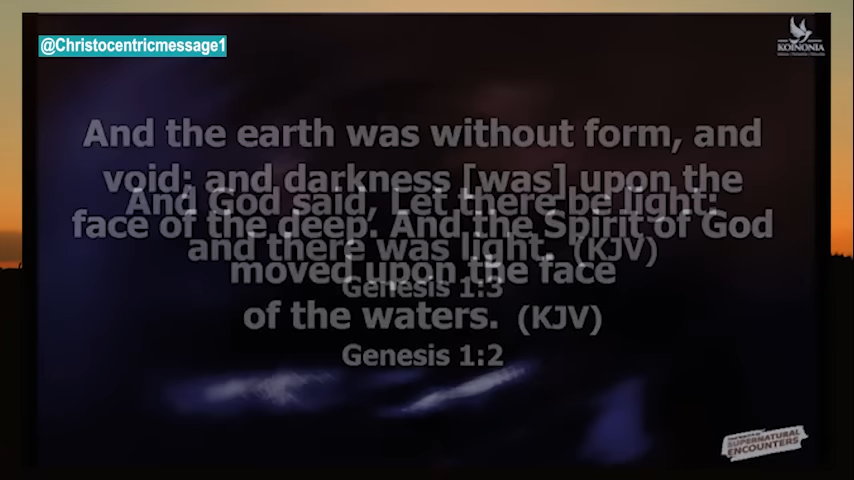 @Christocentricmessage1
KOINONIA
And the earth was without form, and
void; and darkness [was] upon the
face of the deep. And the Spirit of God
moved upon the face
of the waters. (KJV)
Genesis 1:2
And God said, Let there be light:
and there was light. (KJV)
Genesis 1:3
SUPERNATURAL
ENCOUNTERS